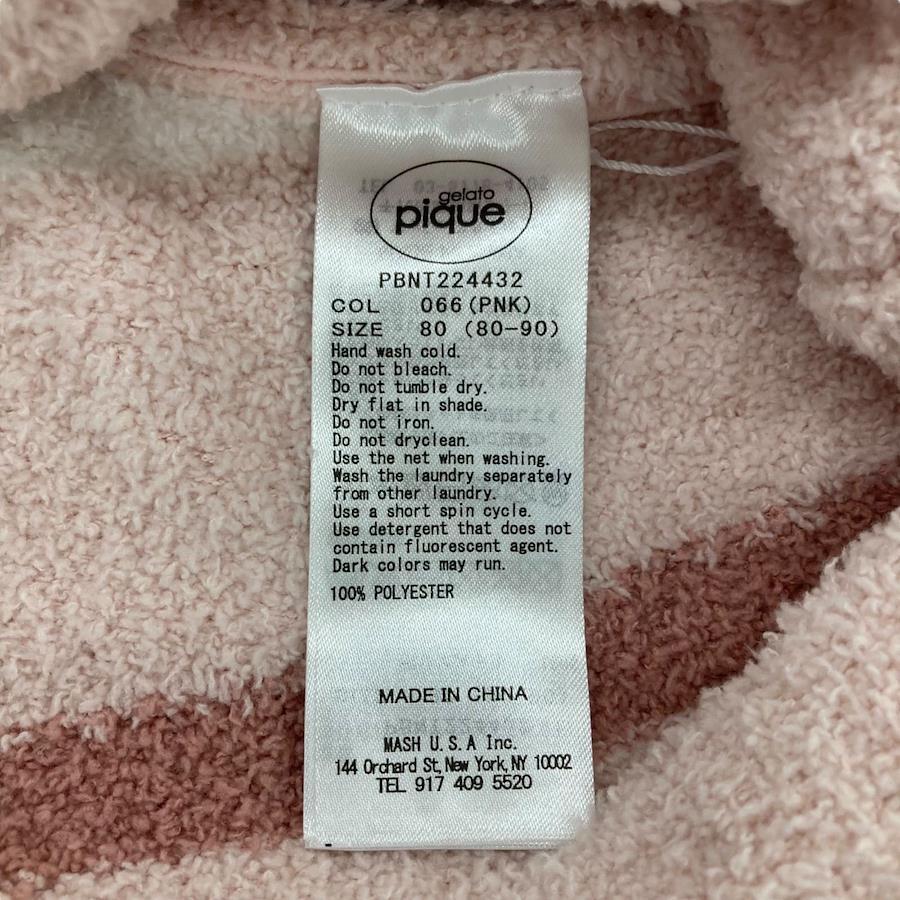 gelato
pique
PBNT224432
COL 066(PNK)
SIZE 80 (80-90)
Hand wash cold.
Do not bleach.
Do not tumble dry.
Dry flat in shade.
Do not iron.
Do not dryclean.
Use the net when washing.
Wash the laundry separately
from other laundry.
Use a short spin cycle.
Use detergent that does not
contain fluorescent agent.
Dark colors may run.
100% POLYESTER
MADE IN CHINA
MASH U.S.A Inc.
144 Orchard St, New York, NY 10002
TEL 917 409 5520